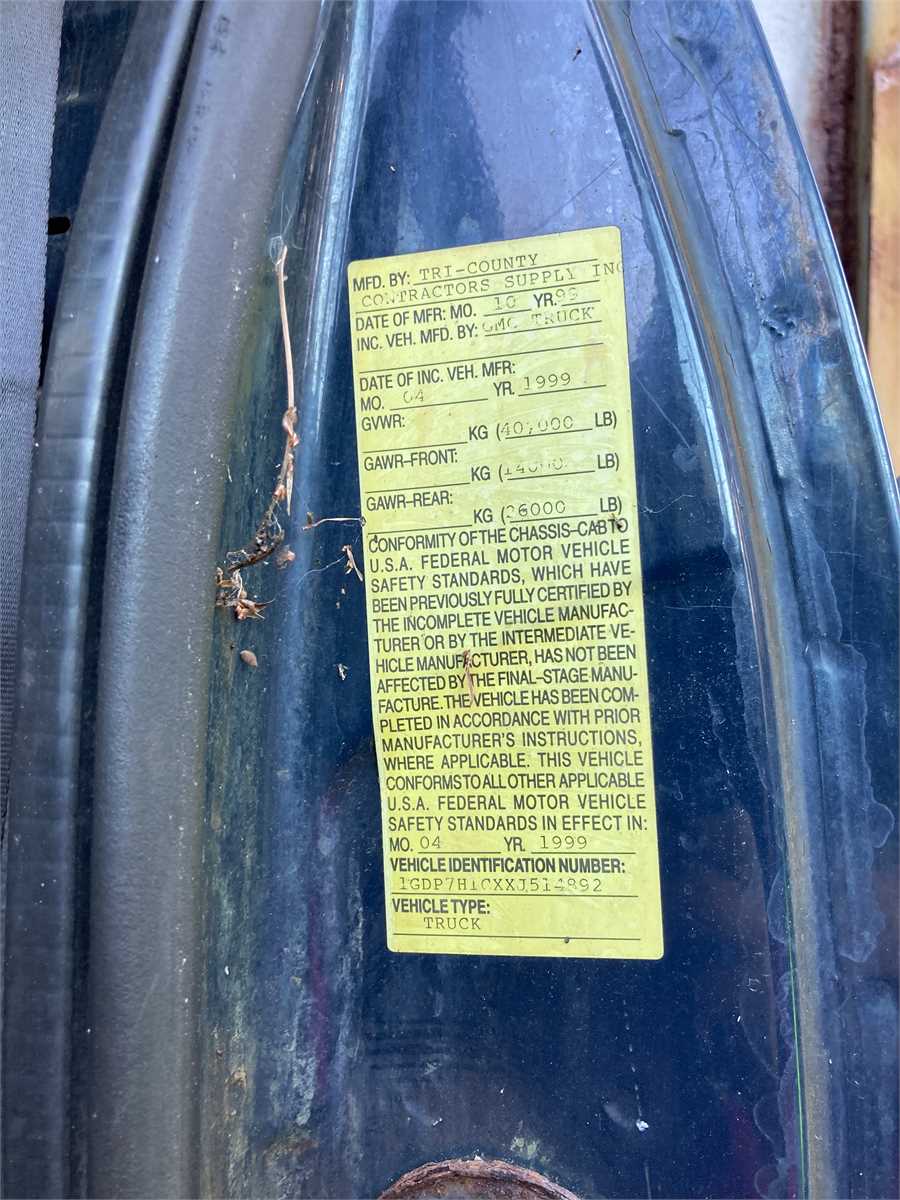 MFD. BY: TRI-COUNTY
CONTRACTORS SUPPLY INC
DATE OF MFR: MO. 10 YR. 99
INC. VEH. MFD. BY: GMC TRUCK
DATE OF INC. VEH. MFR:
MO. 04 YR. 1999
GVWR:
KG (40,000 LB)
GAWR-FRONT:
KG (14000 LB)
GAWR-REAR:
KG (26000 LB)
CONFORMITY OF THE CHASSIS-CAB TO
U.S.A. FEDERAL MOTOR VEHICLE
SAFETY STANDARDS, WHICH HAVE
BEEN PREVIOUSLY FULLY CERTIFIED BY
THE INCOMPLETE VEHICLE MANUFAC-
TURER OR BY THE INTERMEDIATE VE-
HICLE MANUFACTURER, HAS NOT BEEN
AFFECTED BY THE FINAL-STAGE MANU-
FACTURE. THE VEHICLE HAS BEEN COM-
PLETED IN ACCORDANCE WITH PRIOR
MANUFACTURER'S INSTRUCTIONS,
WHERE APPLICABLE. THIS VEHICLE
CONFORMS TO ALL OTHER APPLICABLE
U.S.A. FEDERAL MOTOR VEHICLE
SAFETY STANDARDS IN EFFECT IN:
MO. 04 YR. 1999
VEHICLE IDENTIFICATION NUMBER:
1GDP7H1CXXJ514892
VEHICLE TYPE:
TRUCK